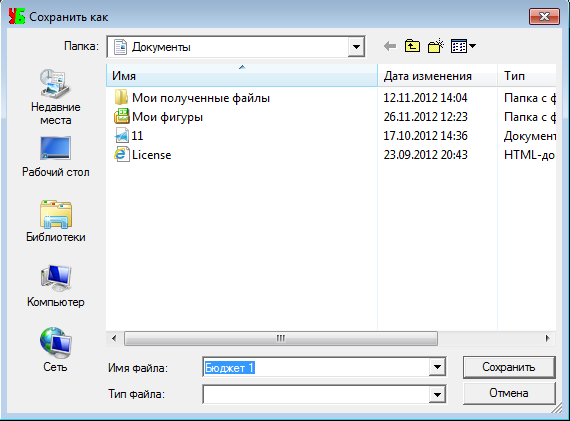 УБ Сохранить как
Папка: Документы
Имя Дата изменения Тип
Мои полученные файлы 12.11.2012 14:04 Папка с ф
Мои фигуры 26.11.2012 12:23 Папка с ф
11 17.10.2012 14:36 Документ
License 23.09.2012 20:43 HTML-до
Недавние
места
Рабочий стол
Библиотеки
Компьютер
Сеть
Имя файла: Бюджет 1 Сохранить
Тип файла: Отмена